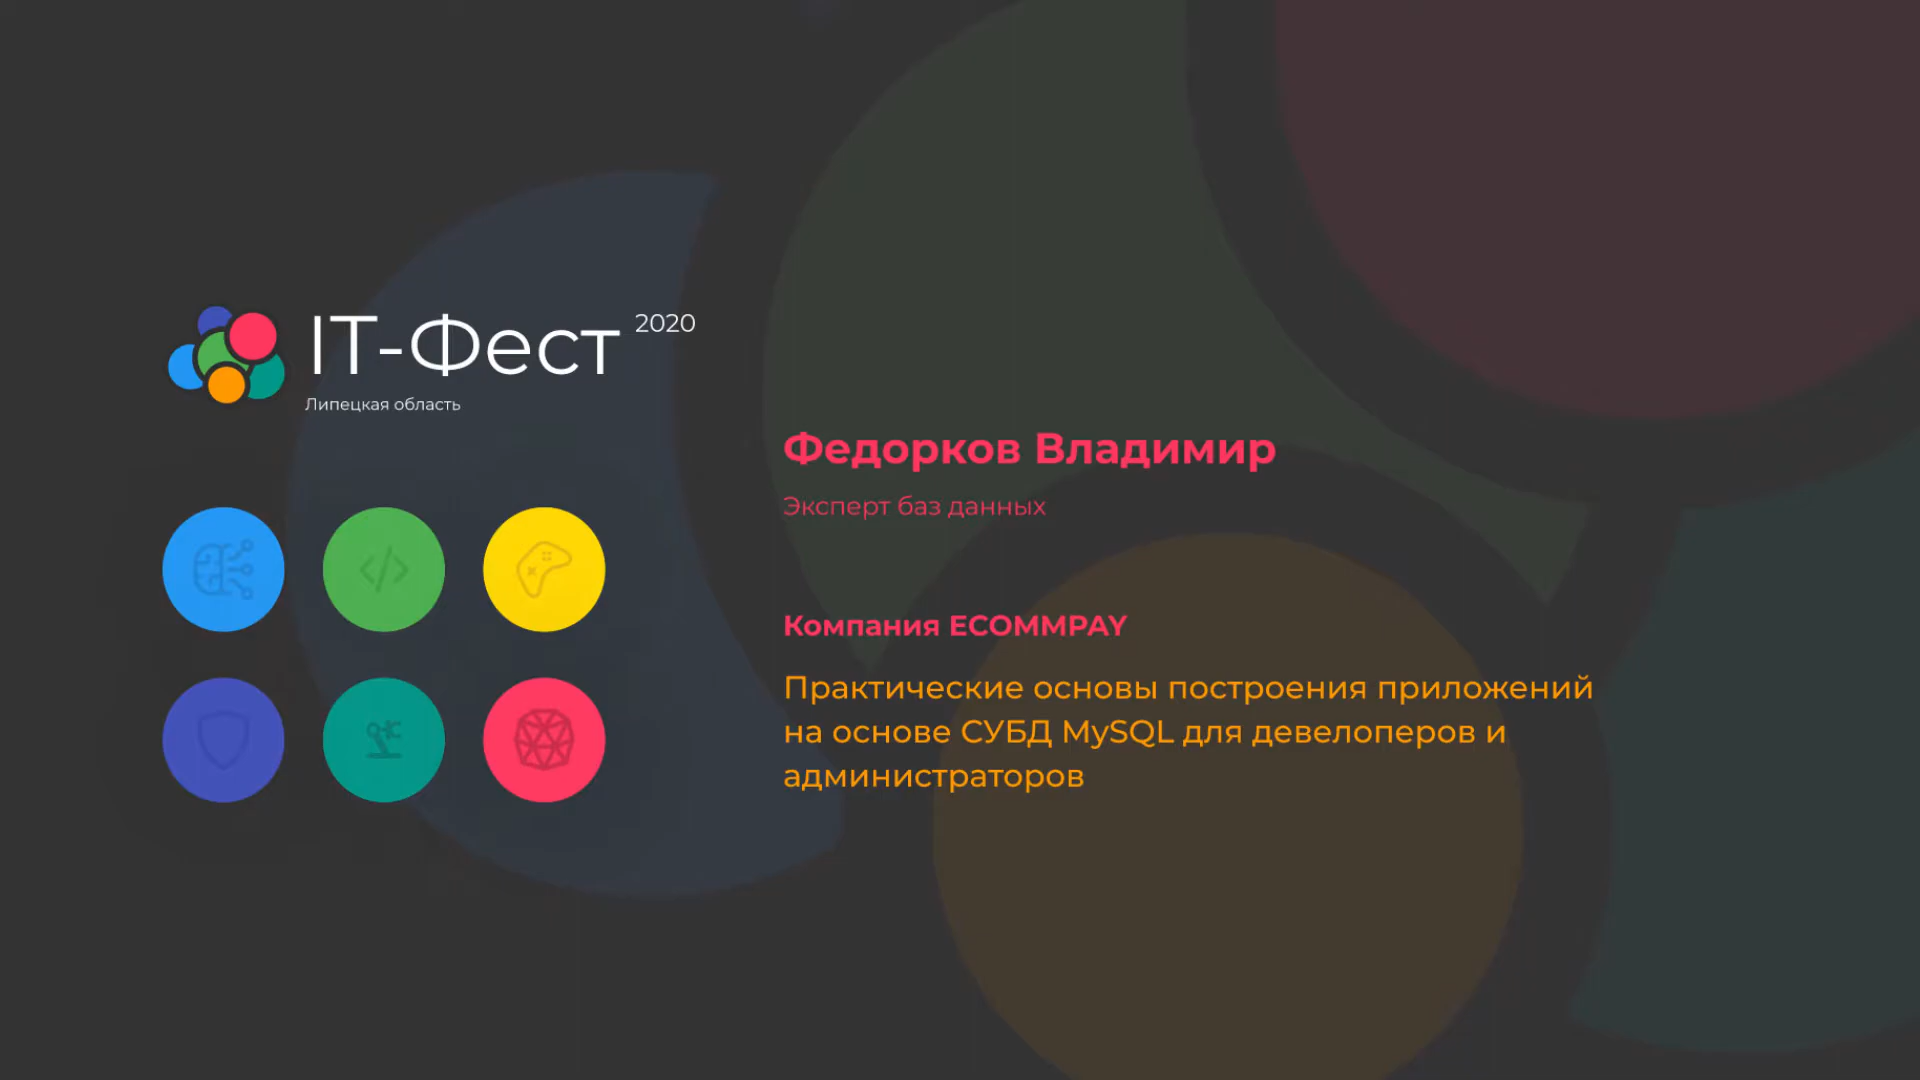 IT-Фест 2020
Липецкая область
Федорков Владимир
Эксперт баз данных
Компания ECOMMPAY
Практические основы построения приложений
на основе СУБД MySQL для девелоперов и
администраторов